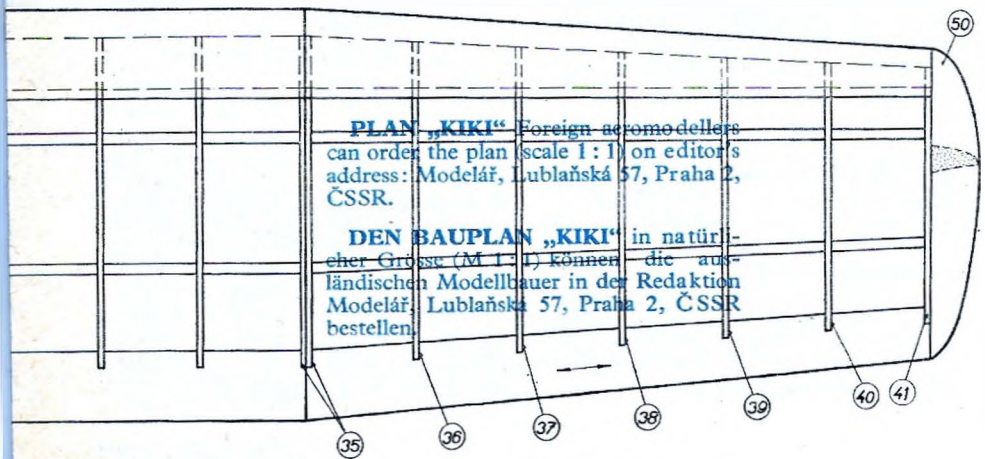 50
PLAN „KIKI“ Foreign aeromodellers
can order the plan (scale 1 : 1) on editor's
address: Modelář, Lublaňská 57, Praha 2,
ČSSR.
DEN BAUPLAN „KIKI“ in natürli-
cher Grösse (M 1 : 1) können die aus-
ländischen Modellbauer in der Redaktion
Modelář, Lublaňská 57, Praha 2, ČSSR
bestellen.
35 36 37 38 39 40 41